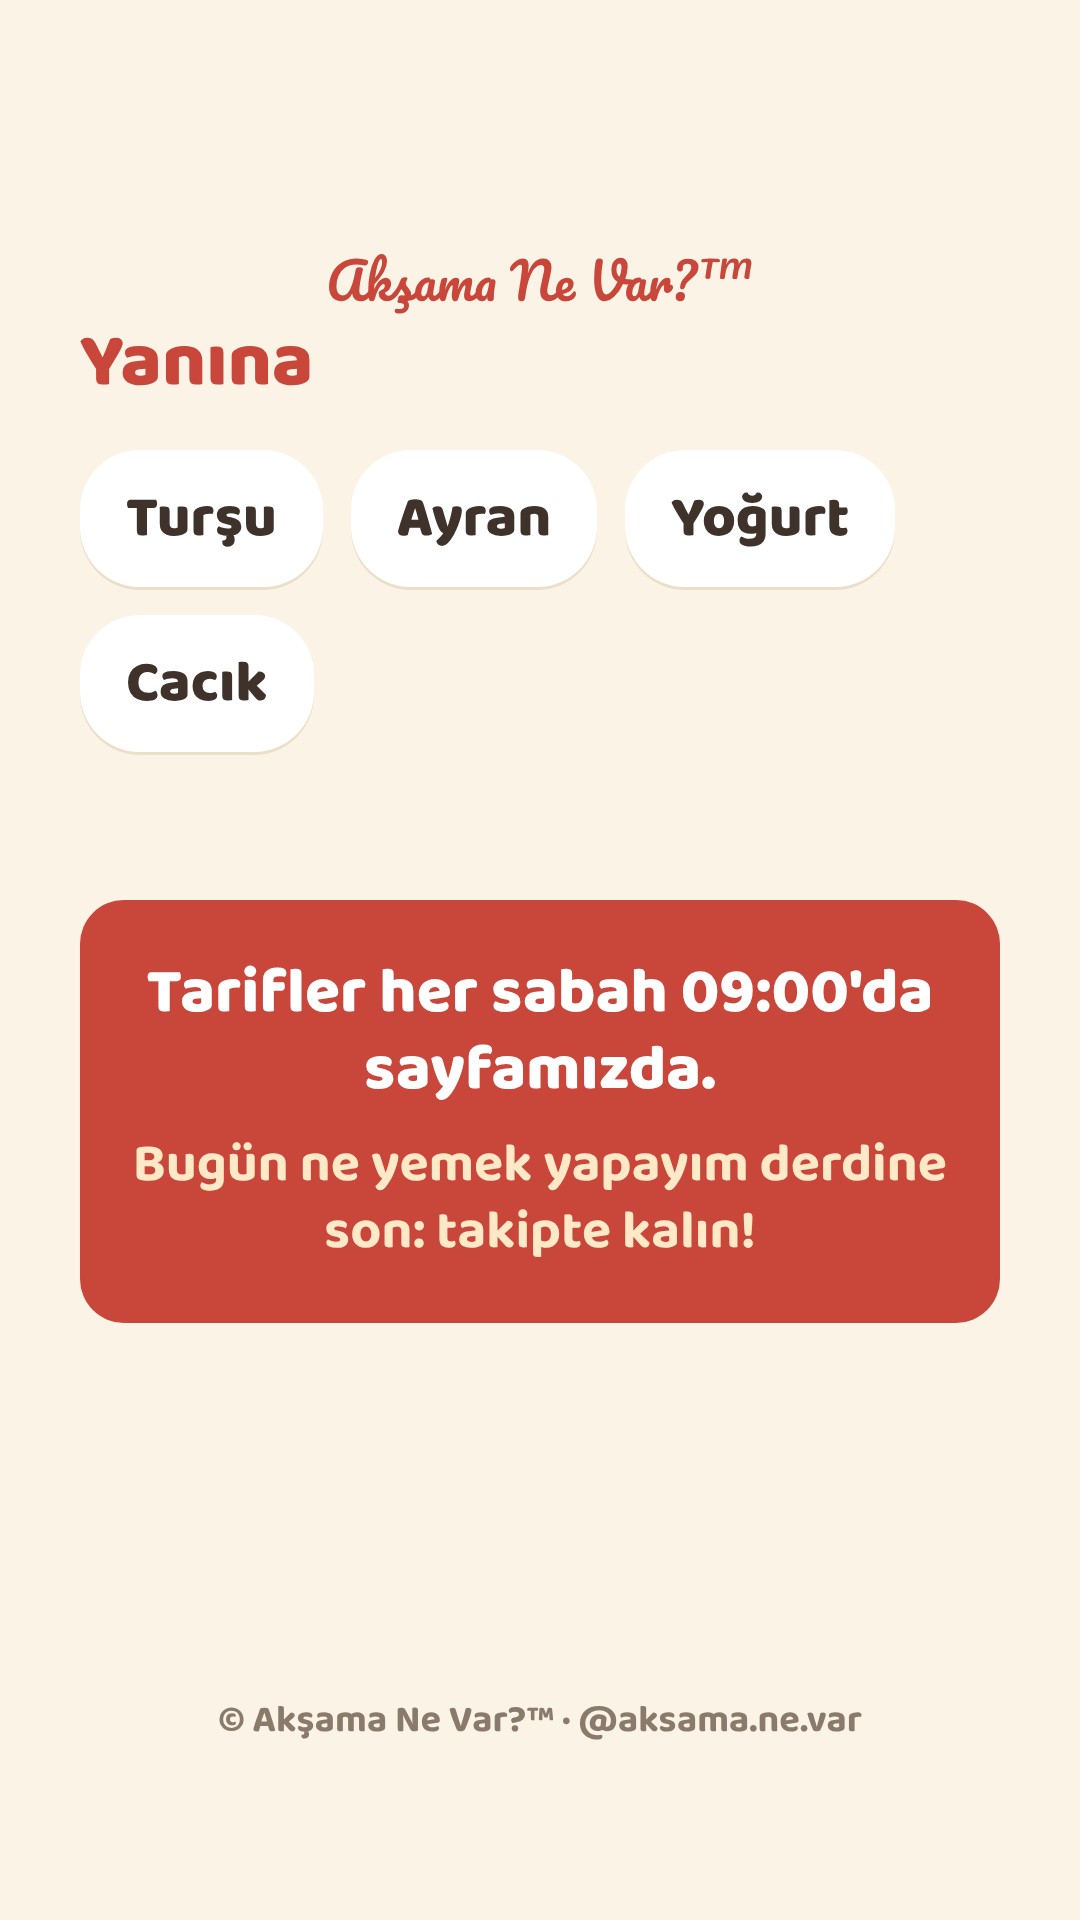 Akşama Ne Var?™
Yanına
Turşu Ayran Yoğurt
Cacık
Tarifler her sabah 09:00'da
sayfamızda.
Bugün ne yemek yapayım derdine
son: takipte kalın!
© Akşama Ne Var?™ · @aksama.ne.var